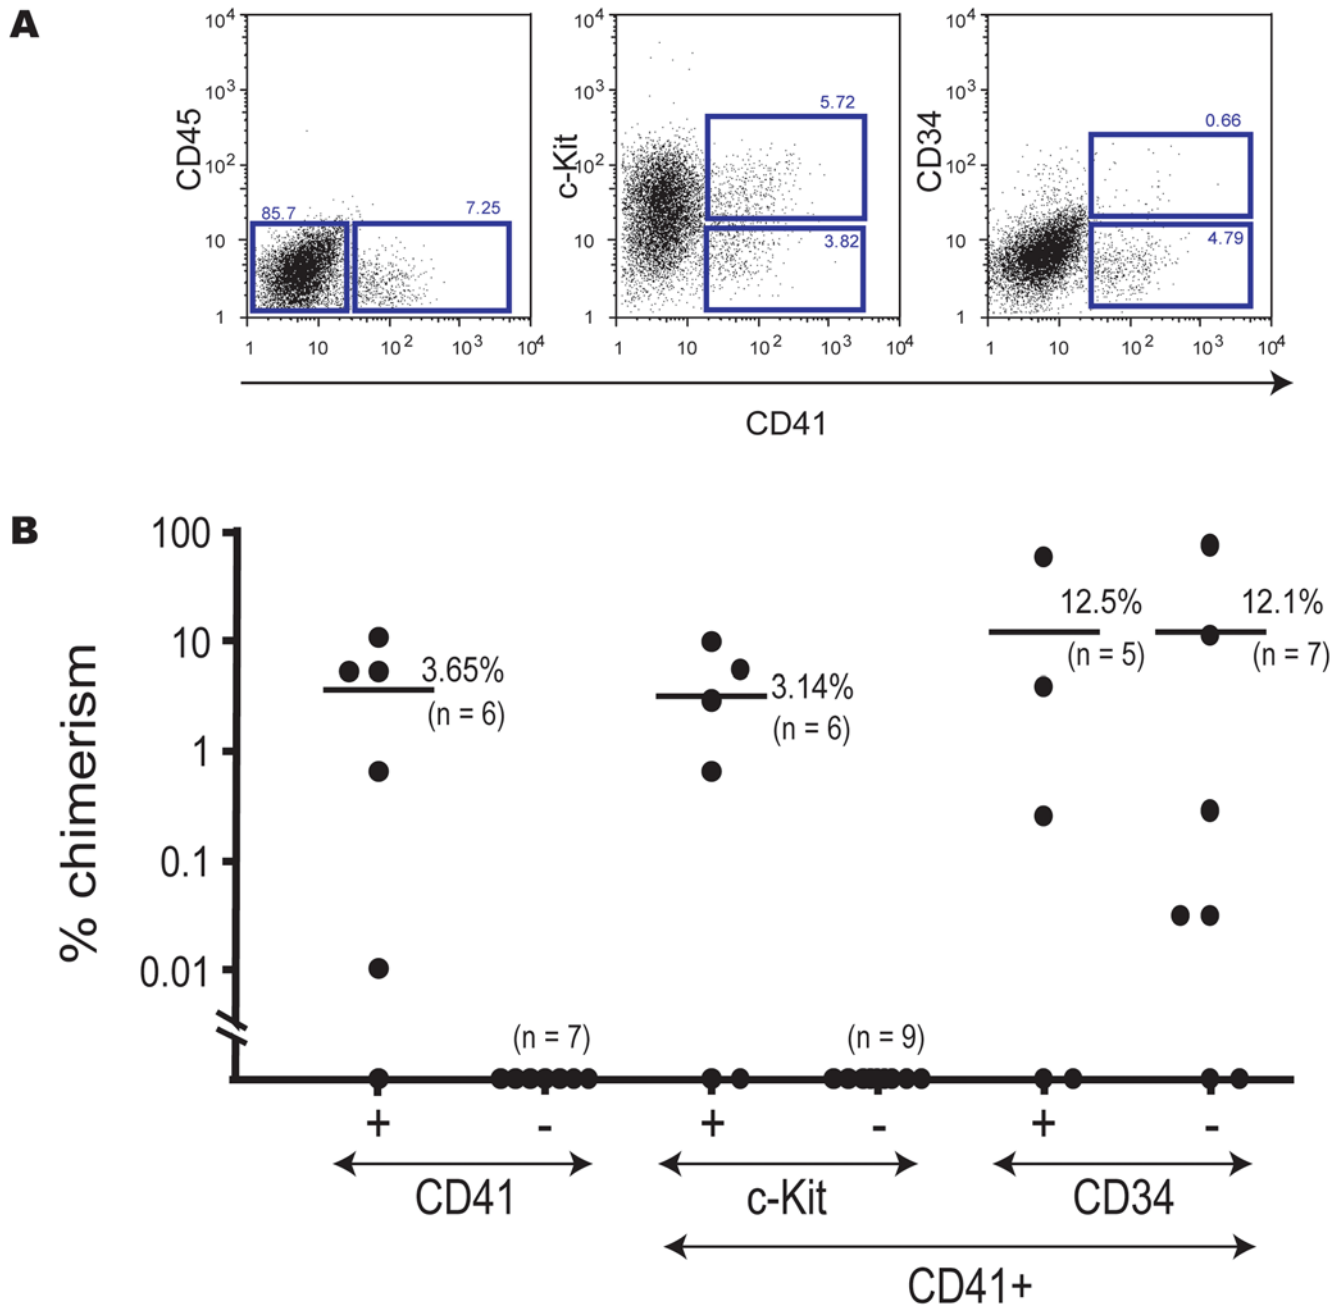 A
10⁴ 10⁴ 10⁴
10³ 10³ 10³
10² 10² 10²
10 10 10
1 1 1
CD45 c-Kit CD34
85.7 7.25 5.72 3.82 0.66 4.79
1 10 10² 10³ 10⁴ 1 10 10² 10³ 10⁴ 1 10 10² 10³ 10⁴
CD41
B
% chimerism
100
10
1
0.1
0.01
3.65%
(n = 6)
3.14%
(n = 6)
12.5%
(n = 5)
12.1%
(n = 7)
(n = 7) (n = 9)
+ - + - + -
CD41 c-Kit CD34
CD41+